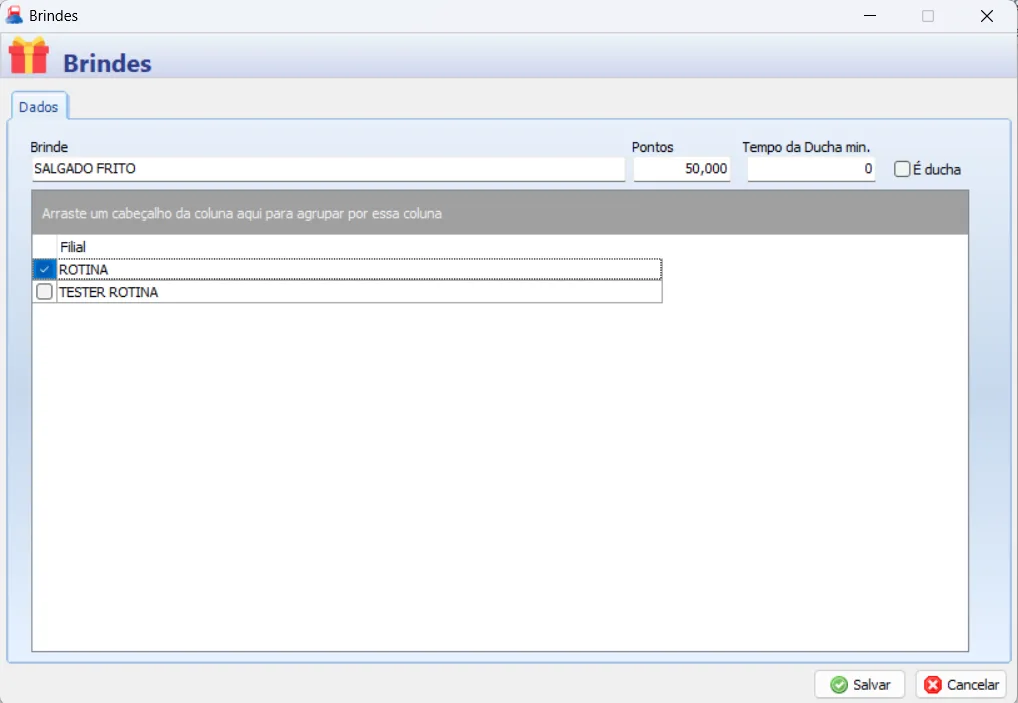 Brindes
Brindes
Dados
Brinde Pontos Tempo da Ducha min.
SALGADO FRITO 50,000 0 É ducha
Arraste um cabeçalho da coluna aqui para agrupar por essa coluna
Filial
ROTINA
TESTER ROTINA
Salvar Cancelar